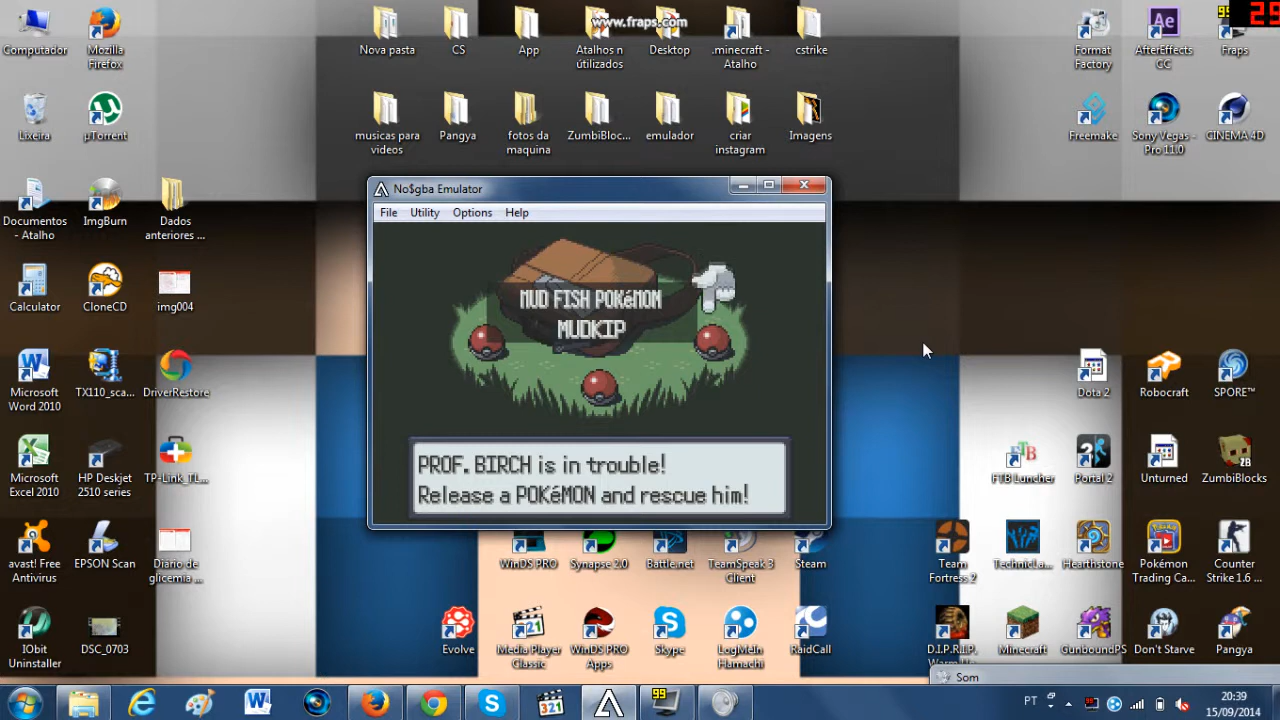 www.fraps.com
99
29
Computador
Mozilla Firefox
Nova pasta
CS
App
Atalhos n útilizados
Desktop
.minecraft - Atalho
cstrike
Format Factory
AfterEffects CC
Fraps
Lixeira
µTorrent
musicas para videos
Pangya
fotos da maquina
ZumbiBloc...
emulador
criar instagram
Imagens
Freemake
Sony Vegas - Pro 11.0
CINEMA 4D
No$gba Emulator
File Utility Options Help
Documentos - Atalho
ImgBurn
Dados anteriores ...
MUD FISH POKéMON
MUDKIP
Calculator
CloneCD
img004
Microsoft Word 2010
TX110_sca...
DriverRestore
Dota 2
Robocraft
SPORE™
PROF. BIRCH is in trouble!
Release a POKéMON and rescue him!
Microsoft Excel 2010
HP Deskjet 2510 series
TP-Link_TL...
FTB Luncher
Portal 2
Unturned
ZumbiBlocks
avast! Free Antivirus
EPSON Scan
Diario de glicemia ...
WinDS PRO
Synapse 2.0
Battle.net
TeamSpeak 3 Client
Steam
Team Fortress 2
TechnicLa...
Hearthstone
Pokémon Trading Ca...
Counter Strike 1.6 ...
IObit Uninstaller
DSC_0703
Evolve
Media Player Classic
WinDS PRO Apps
Skype
LogMeIn Hamachi
RaidCall
D.I.P.R.I.P.
Minecraft
GunboundPS
Don't Starve
Pangya
Som
PT
20:39
15/09/2014